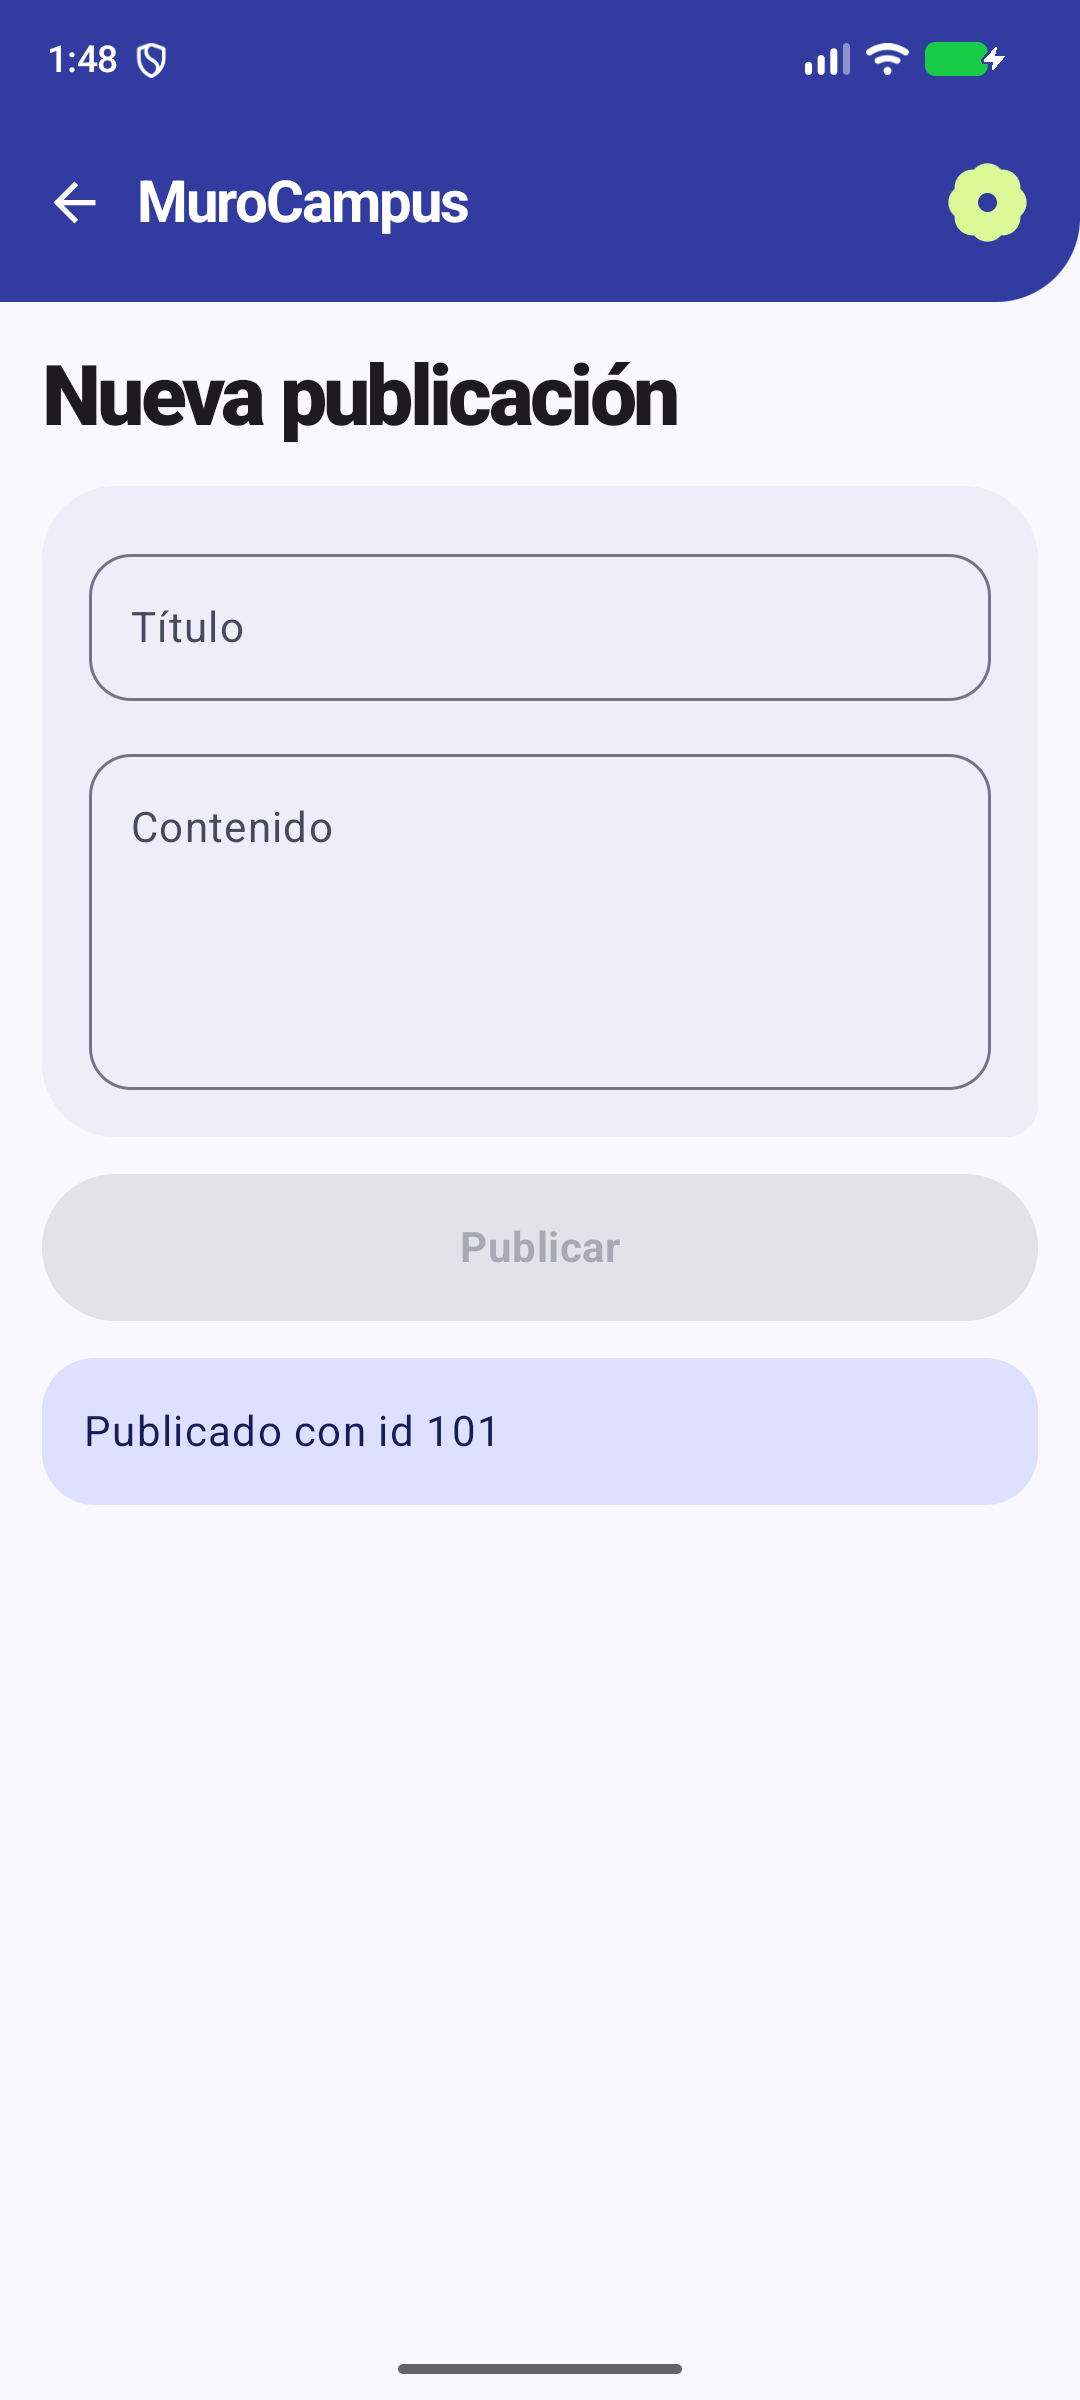 1:48
MuroCampus
Nueva publicación
Título
Contenido
Publicar
Publicado con id 101